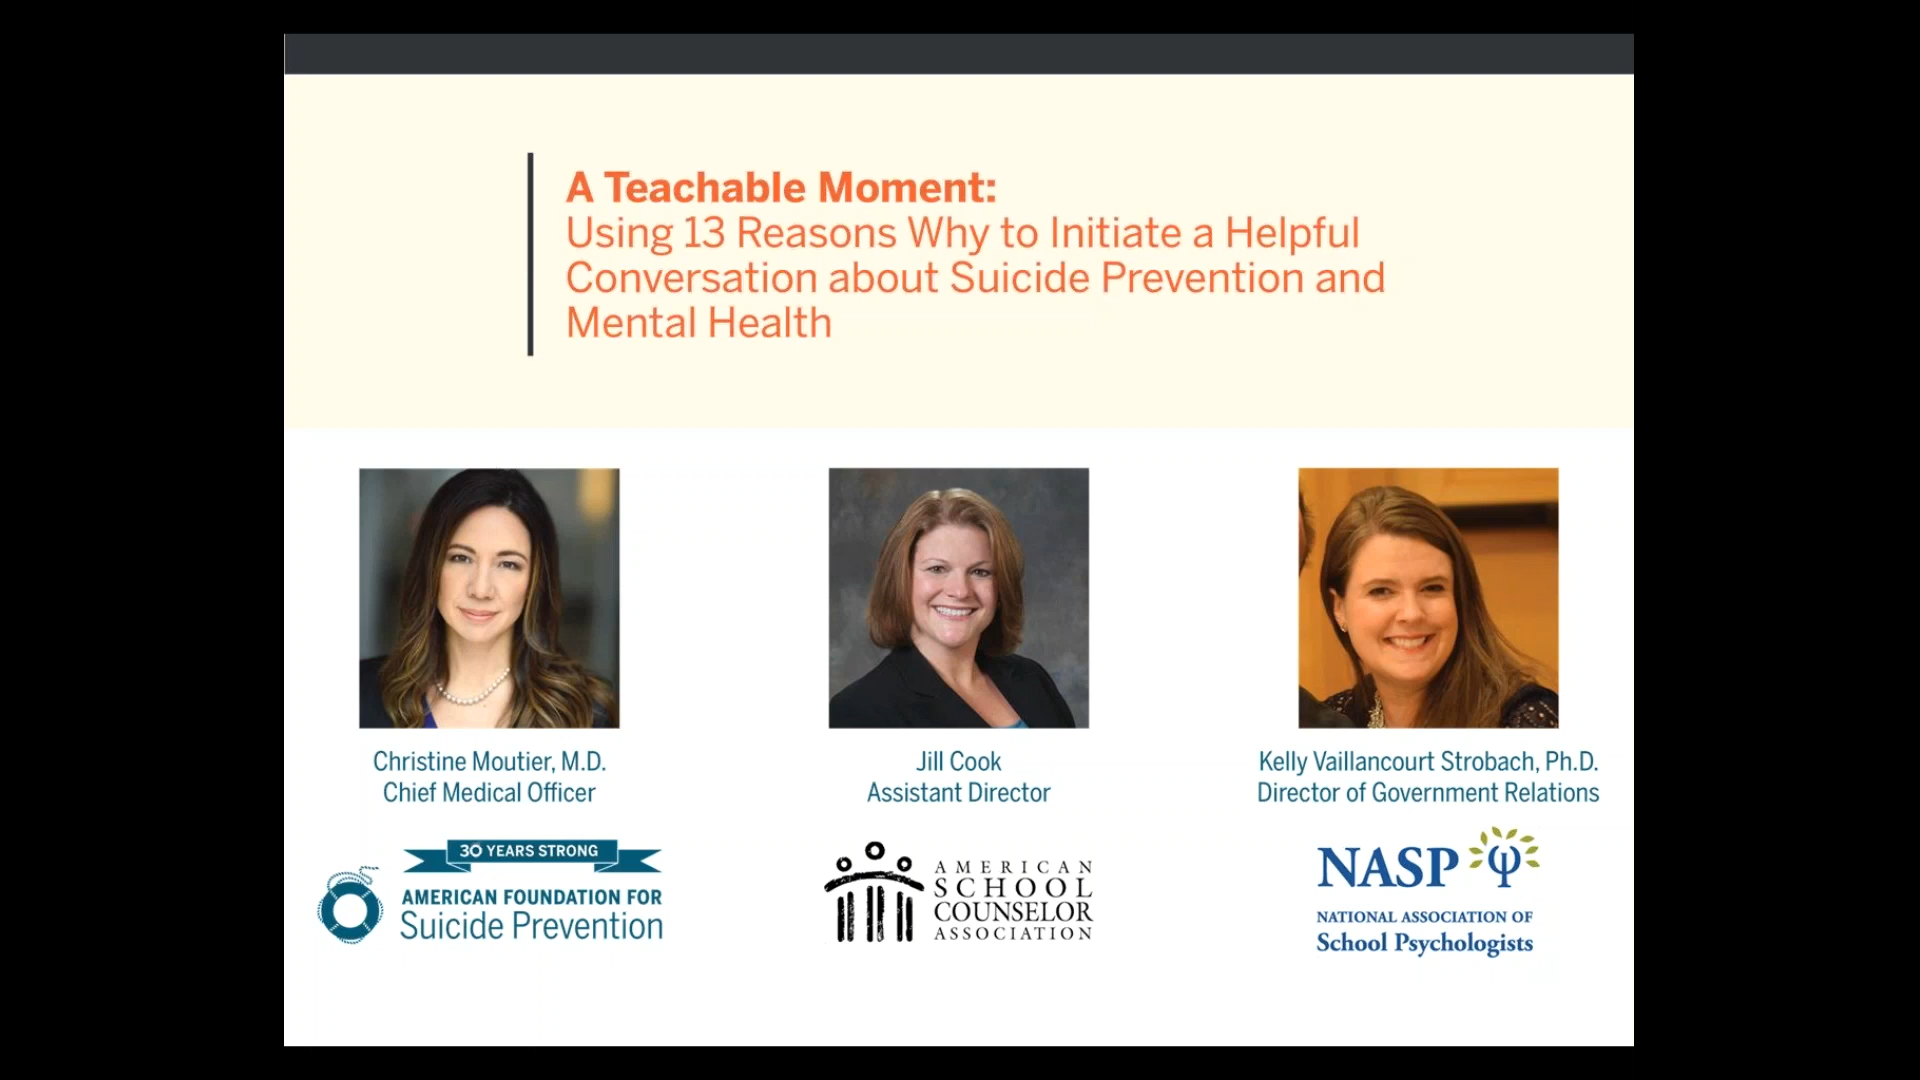 A Teachable Moment:
Using 13 Reasons Why to Initiate a Helpful
Conversation about Suicide Prevention and
Mental Health
Christine Moutier, M.D.
Chief Medical Officer
Jill Cook
Assistant Director
Kelly Vaillancourt Strobach, Ph.D.
Director of Government Relations
30 YEARS STRONG
AMERICAN FOUNDATION FOR
Suicide Prevention
AMERICAN
SCHOOL
COUNSELOR
ASSOCIATION
NASP
NATIONAL ASSOCIATION OF
School Psychologists